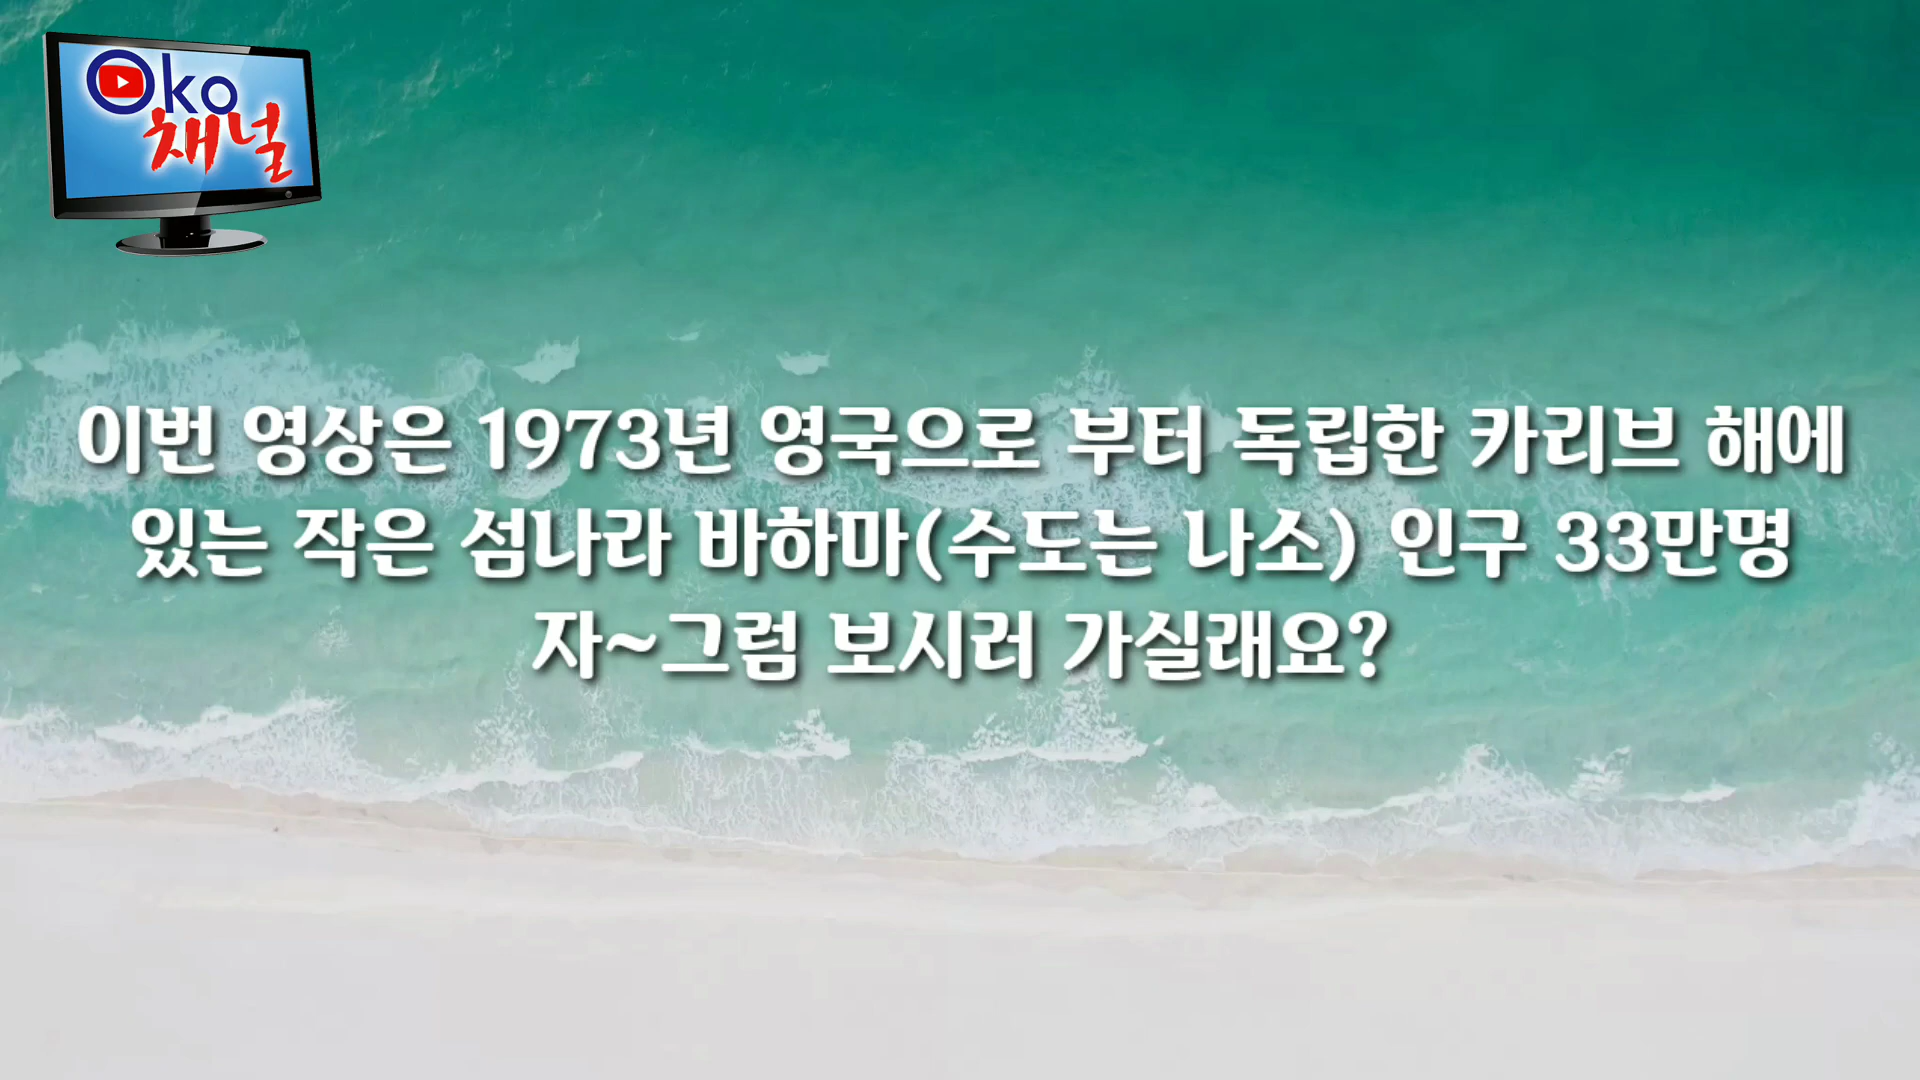 Oko
채널
이번 영상은 1973년 영국으로 부터 독립한 카리브 해에
있는 작은 섬나라 바하마(수도는 나소) 인구 33만명
자~그럼 보시러 가실래요?